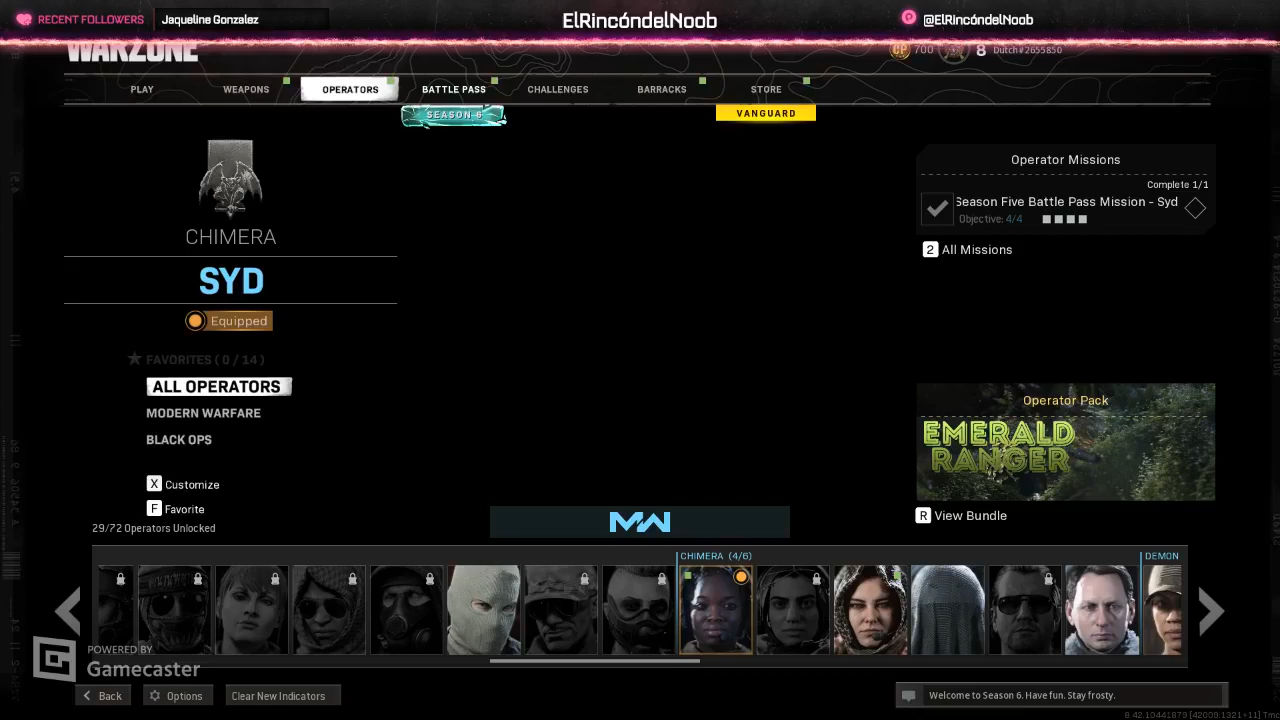 RECENT FOLLOWERS Jaqueline Gonzalez ElRincóndelNoob @ElRincóndelNoob
WARZONE CP 700 8 Dutch#2655850
PLAY WEAPONS OPERATORS BATTLE PASS CHALLENGES BARRACKS STORE
SEASON 6 VANGUARD
CHIMERA
SYD
Equipped
FAVORITES ( 0 / 14 )
ALL OPERATORS
MODERN WARFARE
BLACK OPS
X Customize
F Favorite
29/72 Operators Unlocked
Operator Missions
Complete 1/1
Season Five Battle Pass Mission - Syd
Objective: 4/4
2 All Missions
Operator Pack
EMERALD
RANGER
R View Bundle
MW
CHIMERA (4/6) DEMON
POWERED BY
Gamecaster
Back Options Clear New Indicators
Welcome to Season 6. Have fun. Stay frosty.